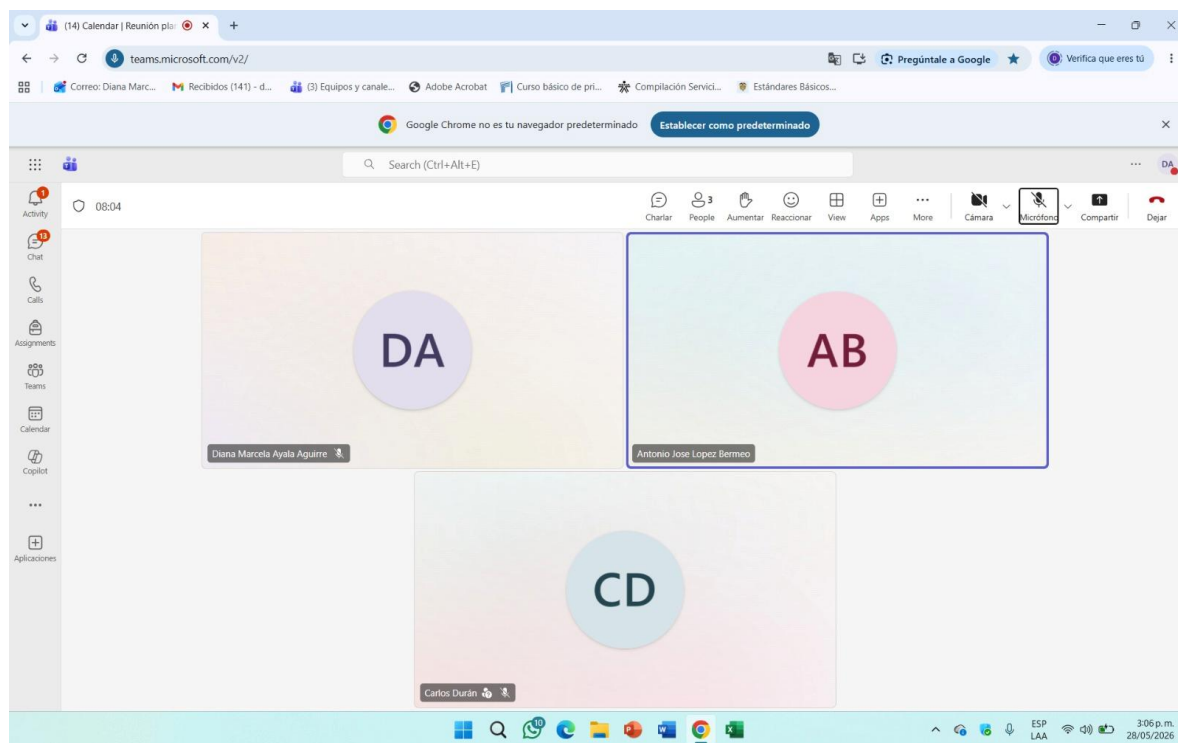 (14) Calendar | Reunión pla
teams.microsoft.com/v2/
Pregúntale a Google
D
Verifica que eres tú
Correo: Diana Marc...
Recibidos (141) - d...
(3) Equipos y canale...
Adobe Acrobat
Curso básico de pri...
Compilación Servici...
Estándares Básicos...
Google Chrome no es tu navegador predeterminado
Establecer como predeterminado
Search (Ctrl+Alt+E)
DA
08:04
Charlar
3
People
Aumentar
Reaccionar
View
Apps
More
Cámara
Micrófono
Compartir
Dejar
1
Activity
13
Chat
Calls
Assignments
Teams
Calendar
Copilot
Aplicaciones
DA
Diana Marcela Ayala Aguirre
AB
Antonio Jose Lopez Bermeo
CD
Carlos Durán
10
ESP
LAA
3:06 p. m.
28/05/2026